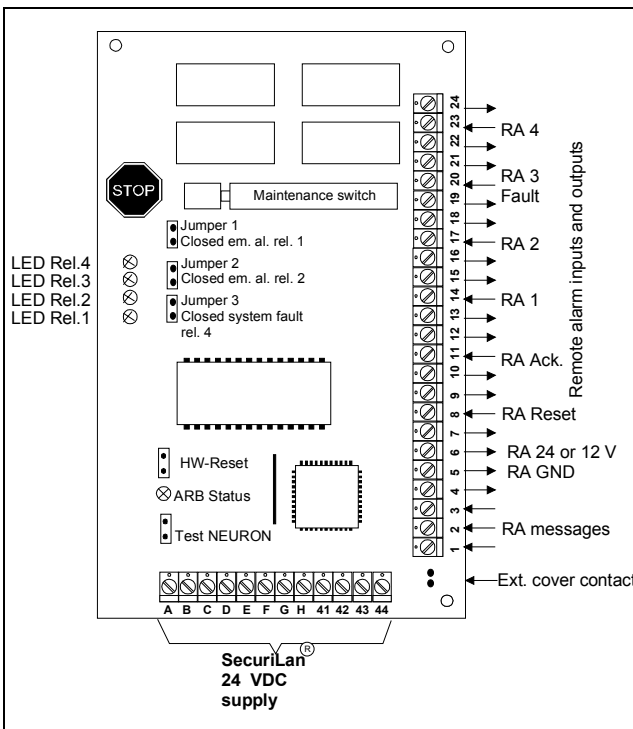 STOP
Maintenance switch
Jumper 1
Closed em. al. rel. 1
Jumper 2
Closed em. al. rel. 2
Jumper 3
Closed system fault
rel. 4
LED Rel.4
LED Rel.3
LED Rel.2
LED Rel.1
HW-Reset
ARB Status
Test NEURON
24
23
22
21
20
19
18
17
16
15
14
13
12
11
10
9
8
7
6
5
4
3
2
1
RA 4
RA 3
Fault
RA 2
RA 1
RA Ack.
RA Reset
RA 24 or 12 V
RA GND
RA messages
Ext. cover contact
Remote alarm inputs and outputs
A B C D E F G H 41 42 43 44
SecuriLan®
24 VDC
supply